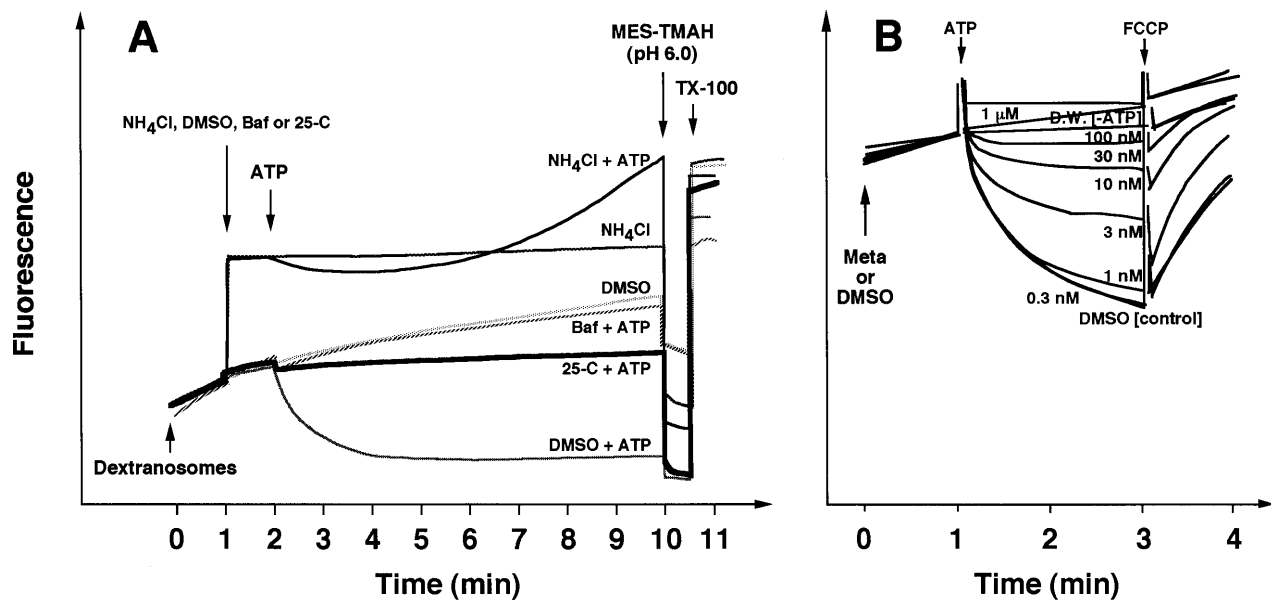 A
MES-TMAH
(pH 6.0)
TX-100
NH4Cl, DMSO, Baf or 25-C
ATP
NH4Cl + ATP
NH4Cl
DMSO
Baf + ATP
25-C + ATP
DMSO + ATP
Dextranosomes
Fluorescence
0 1 2 3 4 5 6 7 8 9 10 11
Time (min)
B
ATP
FCCP
1 µM
D.W. [-ATP]
100 nM
30 nM
10 nM
3 nM
1 nM
0.3 nM
DMSO [control]
Meta
or
DMSO
0 1 2 3 4
Time (min)